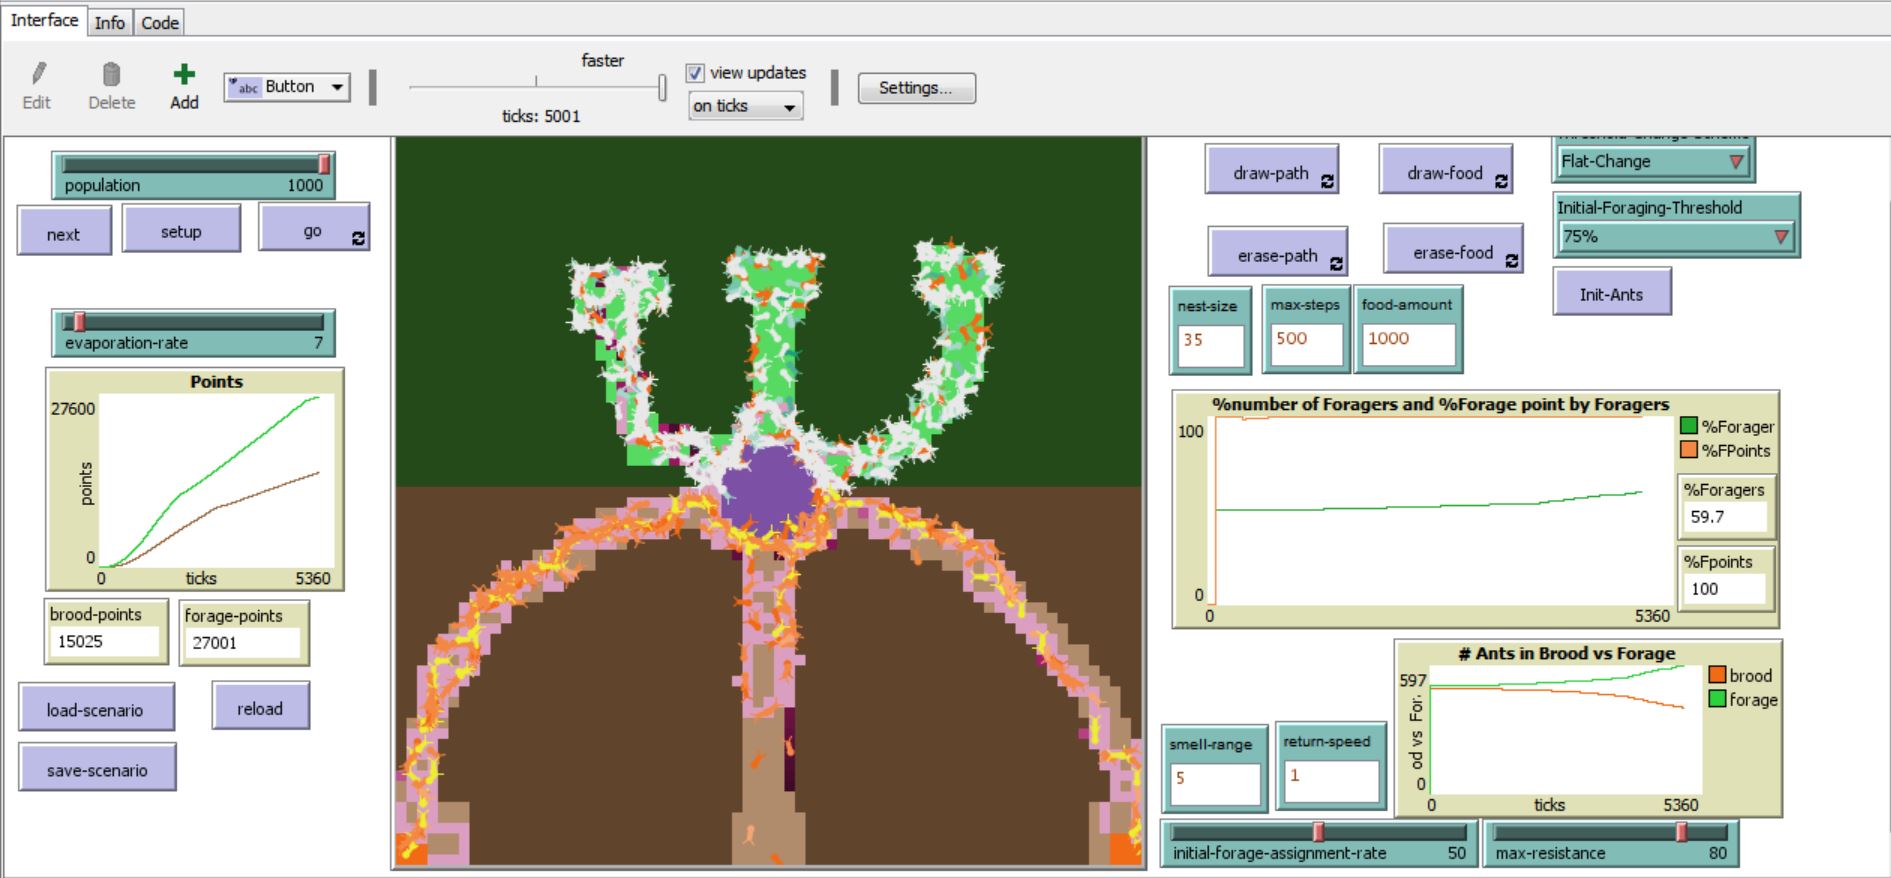 Interface Info Code
faster
Edit Delete Add abc Button
view updates
on ticks
Settings...
ticks: 5001
population 1000
next setup go
evaporation-rate 7
Points
27600
points
0
0 ticks 5360
brood-points
15025
forage-points
27001
load-scenario reload
save-scenario
draw-path draw-food
erase-path erase-food
Threshold-Change-Scheme
Flat-Change
Initial-Foraging-Threshold
75%
Init-Ants
nest-size
35
max-steps
500
food-amount
1000
%number of Foragers and %Forage point by Foragers
100
0
0 5360
%Forager
%FPoints
%Foragers
59.7
%Fpoints
100
# Ants in Brood vs Forage
597
od vs For.
0
0 ticks 5360
brood
forage
smell-range
5
return-speed
1
initial-forage-assignment-rate 50
max-resistance 80